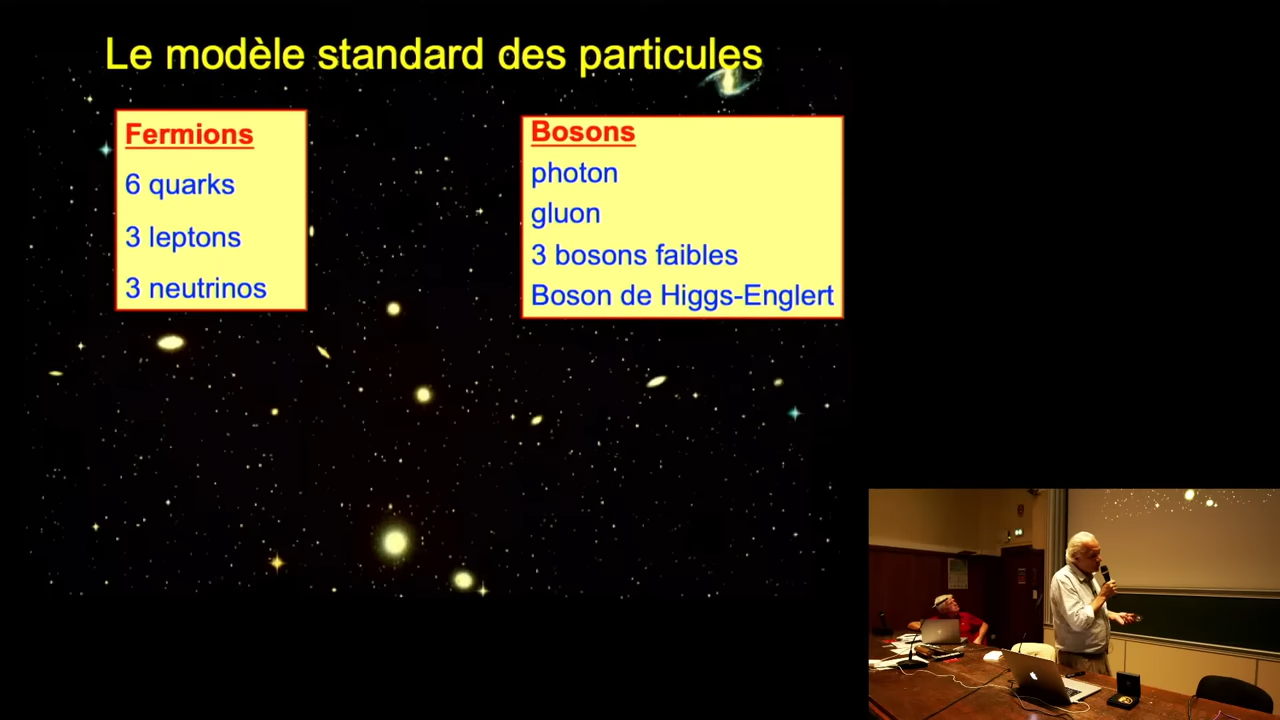 Le modèle standard des particules
Fermions
6 quarks
3 leptons
3 neutrinos
Bosons
photon
gluon
3 bosons faibles
Boson de Higgs-Englert